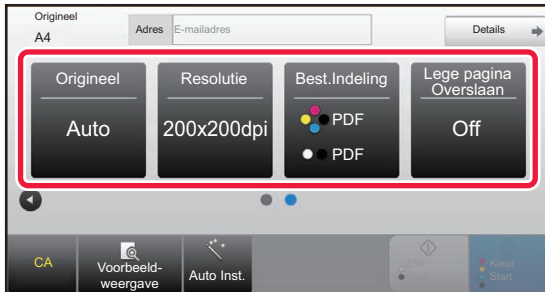 Origineel
A4
Adres
E-mailadres
Details
Origineel
Auto
Resolutie
200x200dpi
Best.Indeling
PDF
PDF
Lege pagina
Overslaan
Off
CA
Voorbeeld-
weergave
Auto Inst.
Z/W
Start
Kleur
Start